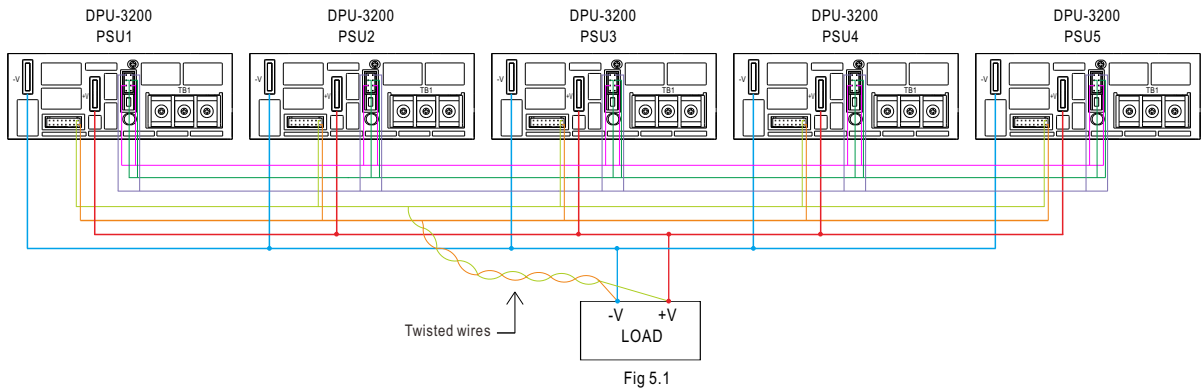 DPU-3200 DPU-3200 DPU-3200 DPU-3200 DPU-3200
PSU1 PSU2 PSU3 PSU4 PSU5
-V +V TB1 -V +V TB1 -V +V TB1 -V +V TB1 -V +V TB1
-V +V
Twisted wires
LOAD
Fig 5.1